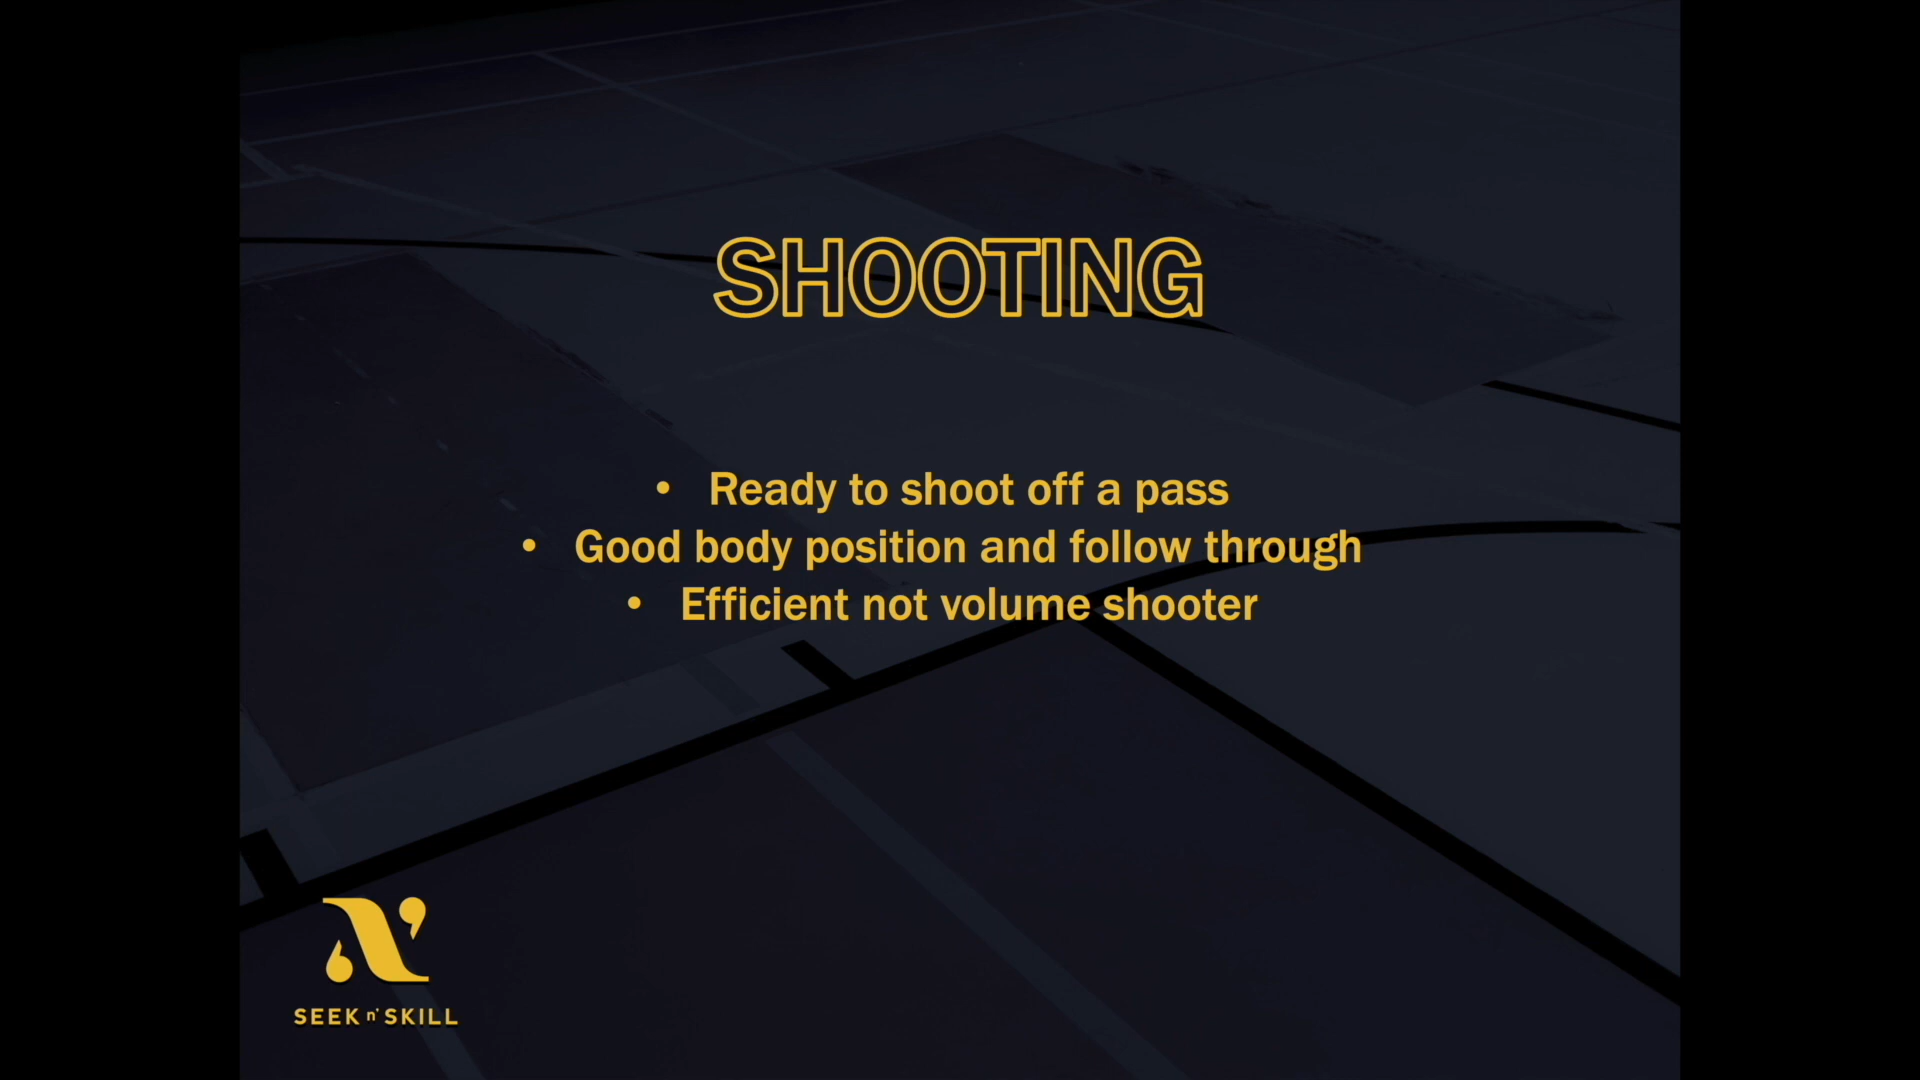 SHOOTING
• Ready to shoot off a pass
• Good body position and follow through
• Efficient not volume shooter
SEEK n' SKILL